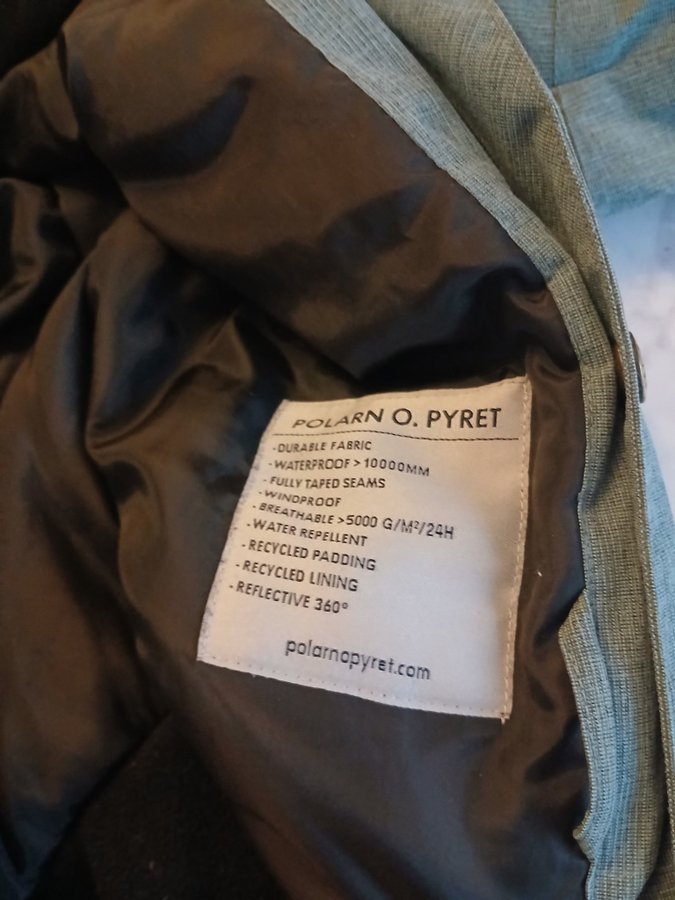 POLARN O. PYRET
-DURABLE FABRIC
-WATERPROOF > 10000MM
-FULLY TAPED SEAMS
-WINDPROOF
-BREATHABLE >5000 G/M²/24H
-WATER REPELLENT
-RECYCLED PADDING
-RECYCLED LINING
-REFLECTIVE 360°
polarnopyret.com